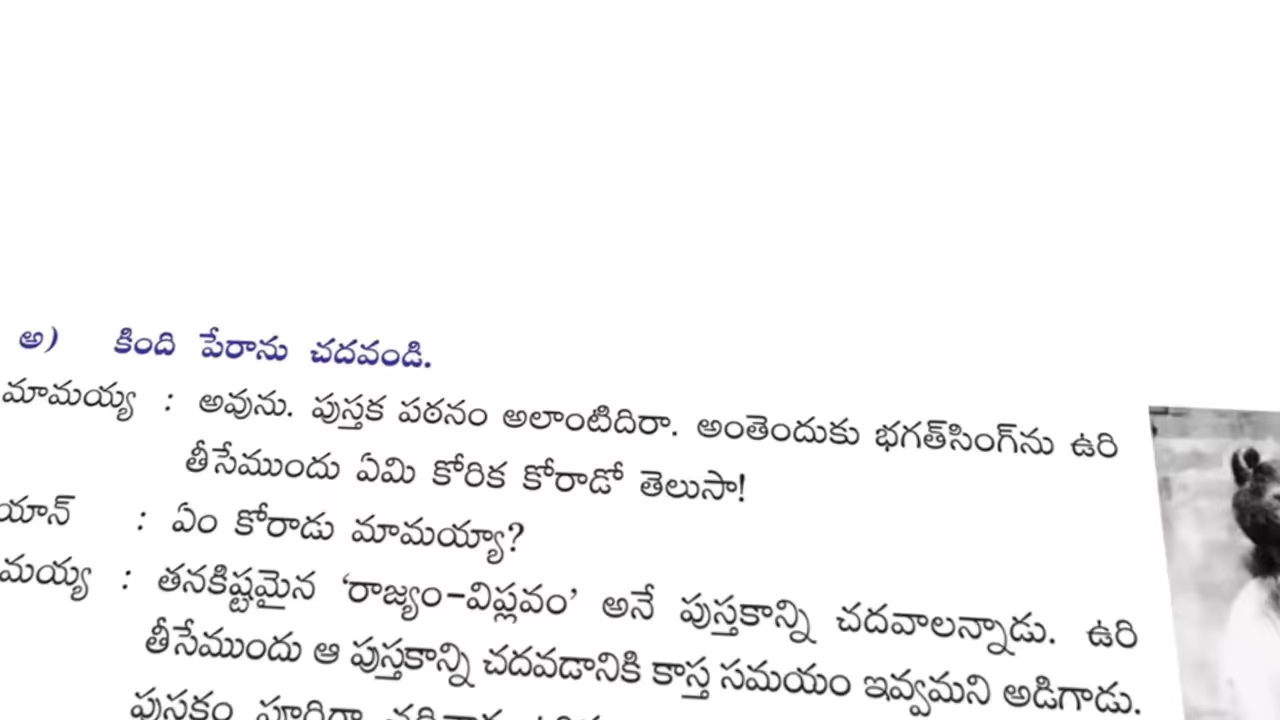 అ) కింది పేరాను చదవండి.
మామయ్య : అవును. పుస్తక పఠనం అలాంటిదిరా. అంతెందుకు భగత్‌సింగ్‌ను ఉరి
తీసేముందు ఏమి కోరిక కోరాడో తెలుసా!
యాన్ : ఏం కోరాడు మామయ్యా?
మయ్య : తనకిష్టమైన ‘రాజ్యం-విప్లవం’ అనే పుస్తకాన్ని చదవాలన్నాడు. ఉరి
తీసేముందు ఆ పుస్తకాన్ని చదవడానికి కాస్త సమయం ఇవ్వమని అడిగాడు.
పుస్తకం